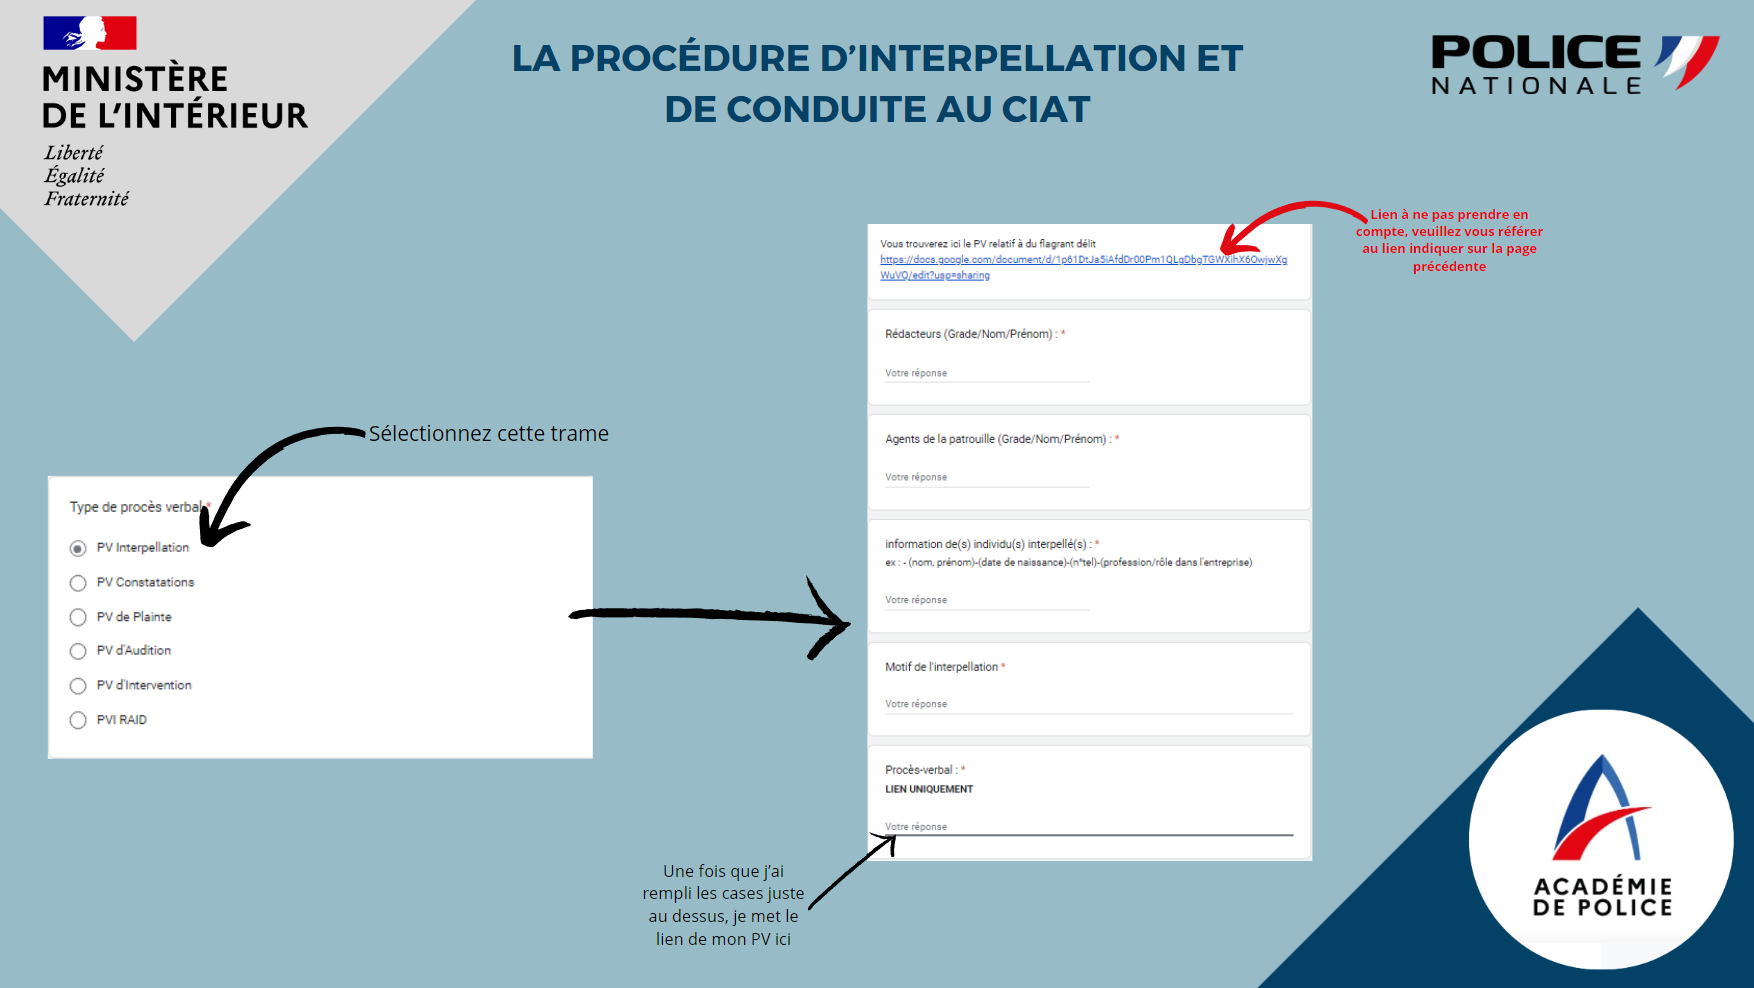 MINISTÈRE
DE L'INTÉRIEUR
Liberté
Égalité
Fraternité
LA PROCÉDURE D'INTERPELLATION ET
DE CONDUITE AU CIAT
POLICE
NATIONALE
Lien à ne pas prendre en
compte, veuillez vous référer
au lien indiquer sur la page
précédente
Sélectionnez cette trame
Type de procès verbal *
PV Interpellation
PV Constatations
PV de Plainte
PV d'Audition
PV d'Intervention
PVI RAID
Vous trouverez ici le PV relatif à du flagrant délit
https://docs.google.com/document/d/1p61DtJa5iAfdDr00Pm1QLgDbgTGWXihX6OwjwXg
WuVQ/edit?usp=sharing
Rédacteurs (Grade/Nom/Prénom) : *
Votre réponse
Agents de la patrouille (Grade/Nom/Prénom) : *
Votre réponse
information de(s) individu(s) interpellé(s) : *
ex : - (nom, prénom)-(date de naissance)-(n°tel)-(profession/rôle dans l'entreprise)
Votre réponse
Motif de l'interpellation *
Votre réponse
Procès-verbal : *
LIEN UNIQUEMENT
Votre réponse
Une fois que j'ai
rempli les cases juste
au dessus, je met le
lien de mon PV ici
ACADÉMIE
DE POLICE